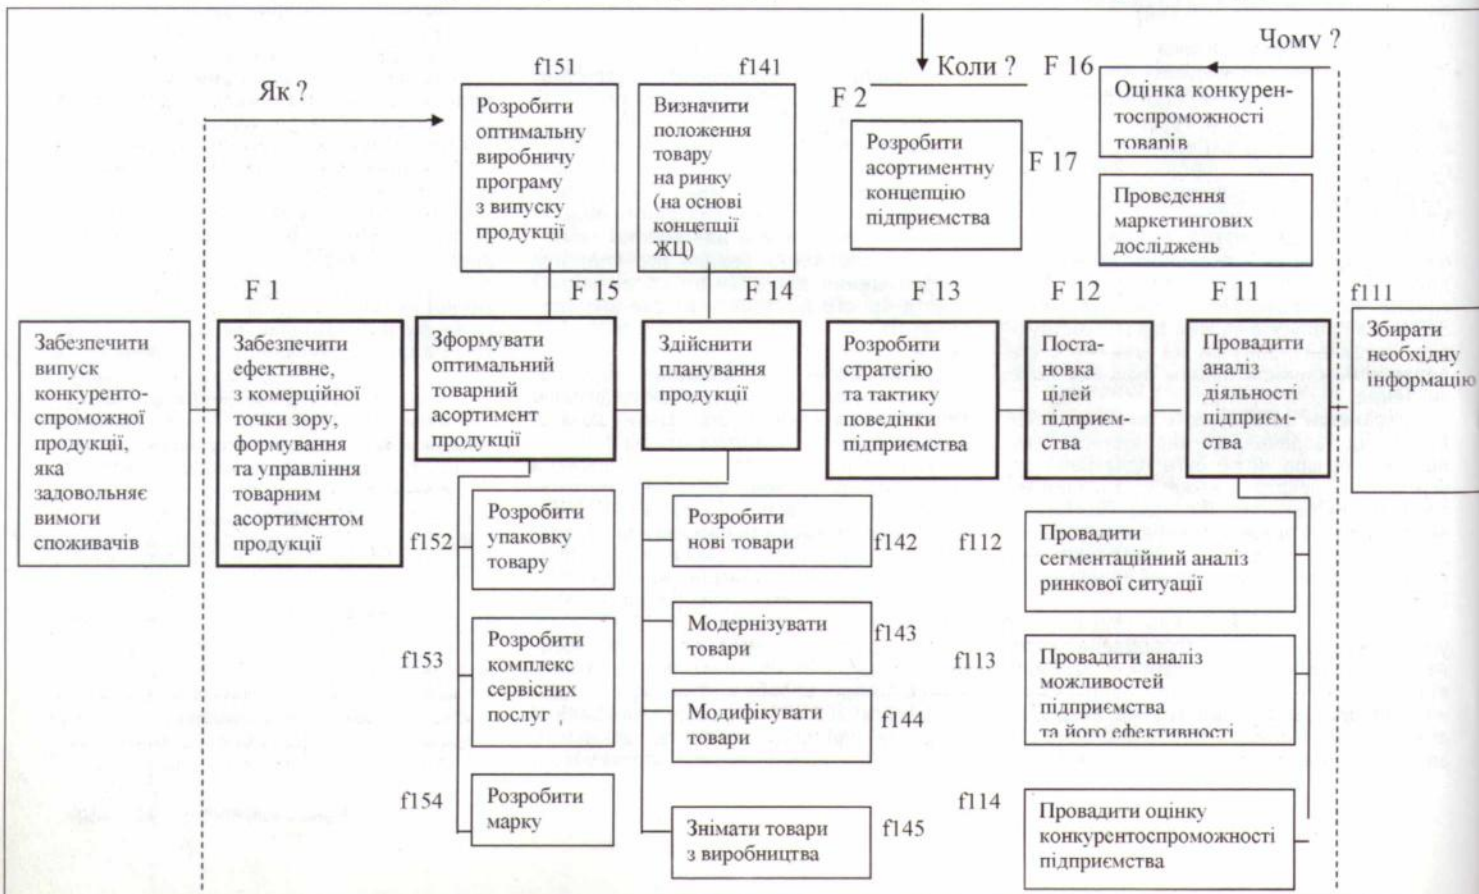 Як ?
f151
Розробити
оптимальну
виробничу
програму
з випуску
продукції
f141
Визначити
положення
товару
на ринку
(на основі
концепції
ЖЦ)
Коли ?
F 2
Розробити
асортиментну
концепцію
підприємства
Чому ?
F 16
Оцінка конкурен-
тоспроможності
товарів
F 17
Проведення
маркетингових
досліджень
Забезпечити
випуск
конкуренто-
спроможної
продукції,
яка
задовольняє
вимоги
споживачів
F 1
Забезпечити
ефективне,
з комерційної
точки зору,
формування
та управління
товарним
асортиментом
продукції
F 15
Зформувати
оптимальний
товарний
асортимент
продукції
F 14
Здійснити
планування
продукції
F 13
Розробити
стратегію
та тактику
поведінки
підприємства
F 12
Поста-
новка
цілей
підприєм-
ства
F 11
Провадити
аналіз
діяльності
підприєм-
ства
f111
Збирати
необхідну
інформацію
f152
Розробити
упаковку
товару
f153
Розробити
комплекс
сервісних
послуг
f154
Розробити
марку
Розробити
нові товари
f142
Модернізувати
товари
f143
Модифікувати
товари
f144
Знімати товари
з виробництва
f145
f112
Провадити
сегментаційний аналіз
ринкової ситуації
f113
Провадити аналіз
можливостей
підприємства
та його ефективності
f114
Провадити оцінку
конкурентоспроможності
підприємства